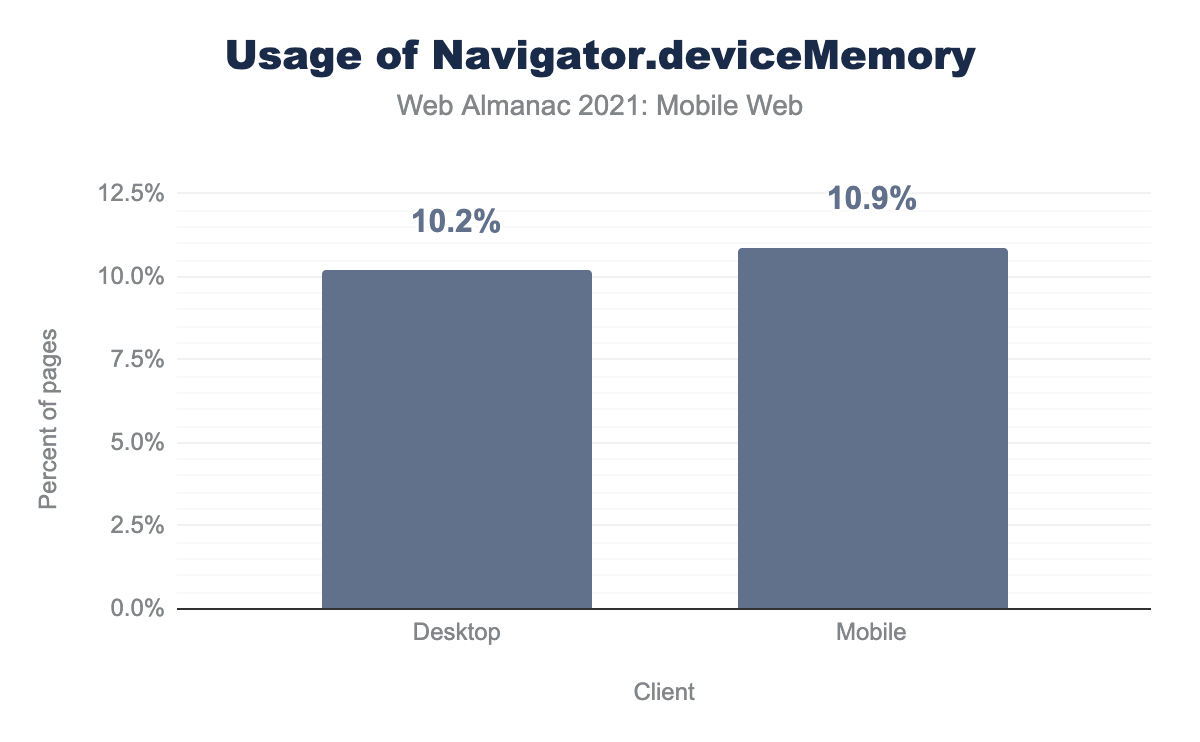 Usage of Navigator.deviceMemory
Web Almanac 2021: Mobile Web
Percent of pages
12.5%
10.0%
7.5%
5.0%
2.5%
0.0%
10.2%
10.9%
Desktop
Mobile
Client